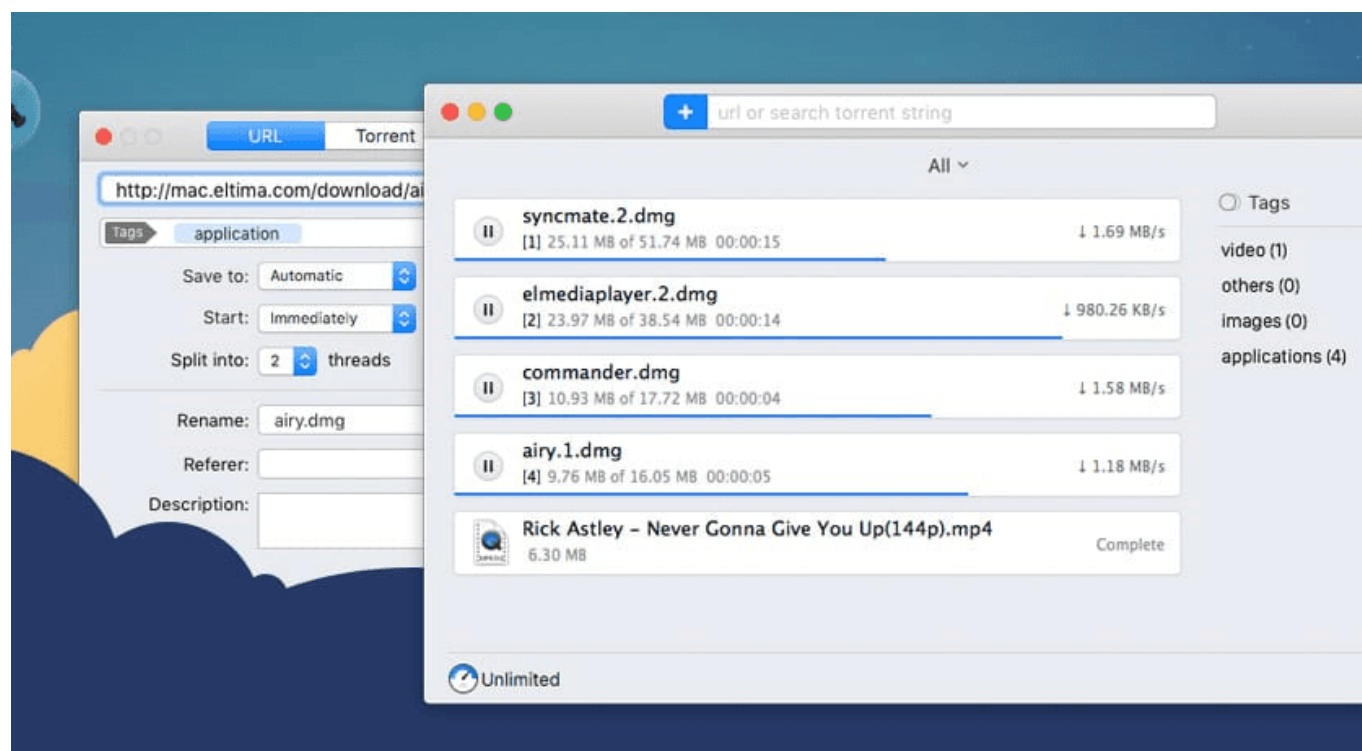 URL Torrent
http://mac.eltima.com/download/ai
Tags application
Save to: Automatic
Start: Immediately
Split into: 2 threads
Rename: airy.dmg
Referer:
Description:
+ url or search torrent string
All
syncmate.2.dmg
[1] 25.11 MB of 51.74 MB 00:00:15
↓ 1.69 MB/s
elmediaplayer.2.dmg
[2] 23.97 MB of 38.54 MB 00:00:14
↓ 980.26 KB/s
commander.dmg
[3] 10.93 MB of 17.72 MB 00:00:04
↓ 1.58 MB/s
airy.1.dmg
[4] 9.76 MB of 16.05 MB 00:00:05
↓ 1.18 MB/s
Rick Astley – Never Gonna Give You Up(144p).mp4
6.30 MB
Complete
Tags
video (1)
others (0)
images (0)
applications (4)
Unlimited